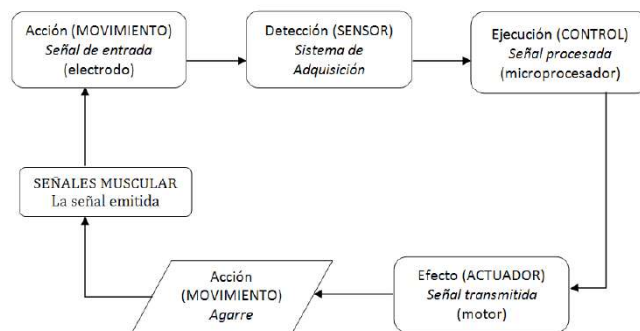 Acción (MOVIMIENTO)
Señal de entrada
(electrodo)
Detección (SENSOR)
Sistema de
Adquisición
Ejecución (CONTROL)
Señal procesada
(microprocesador)
SEÑALES MUSCULAR
La señal emitida
Acción
(MOVIMIENTO)
Agarre
Efecto (ACTUADOR)
Señal transmitida
(motor)